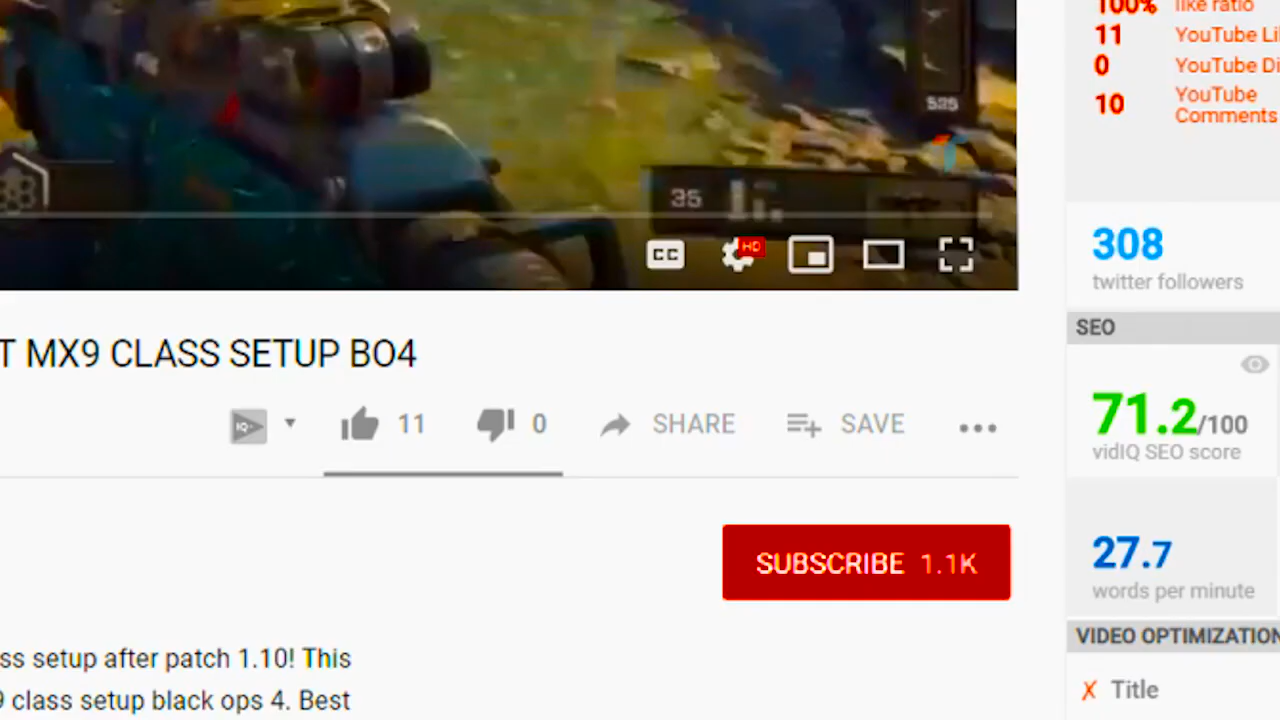 100% like ratio
11 YouTube Li
0 YouTube Di
10 YouTube
Comments
525
35
CC HD
308
twitter followers
T MX9 CLASS SETUP BO4
SEO
11 0 SHARE SAVE
71.2/100
vidIQ SEO score
SUBSCRIBE 1.1K
27.7
words per minute
VIDEO OPTIMIZATION
ss setup after patch 1.10! This
9 class setup black ops 4. Best
X Title